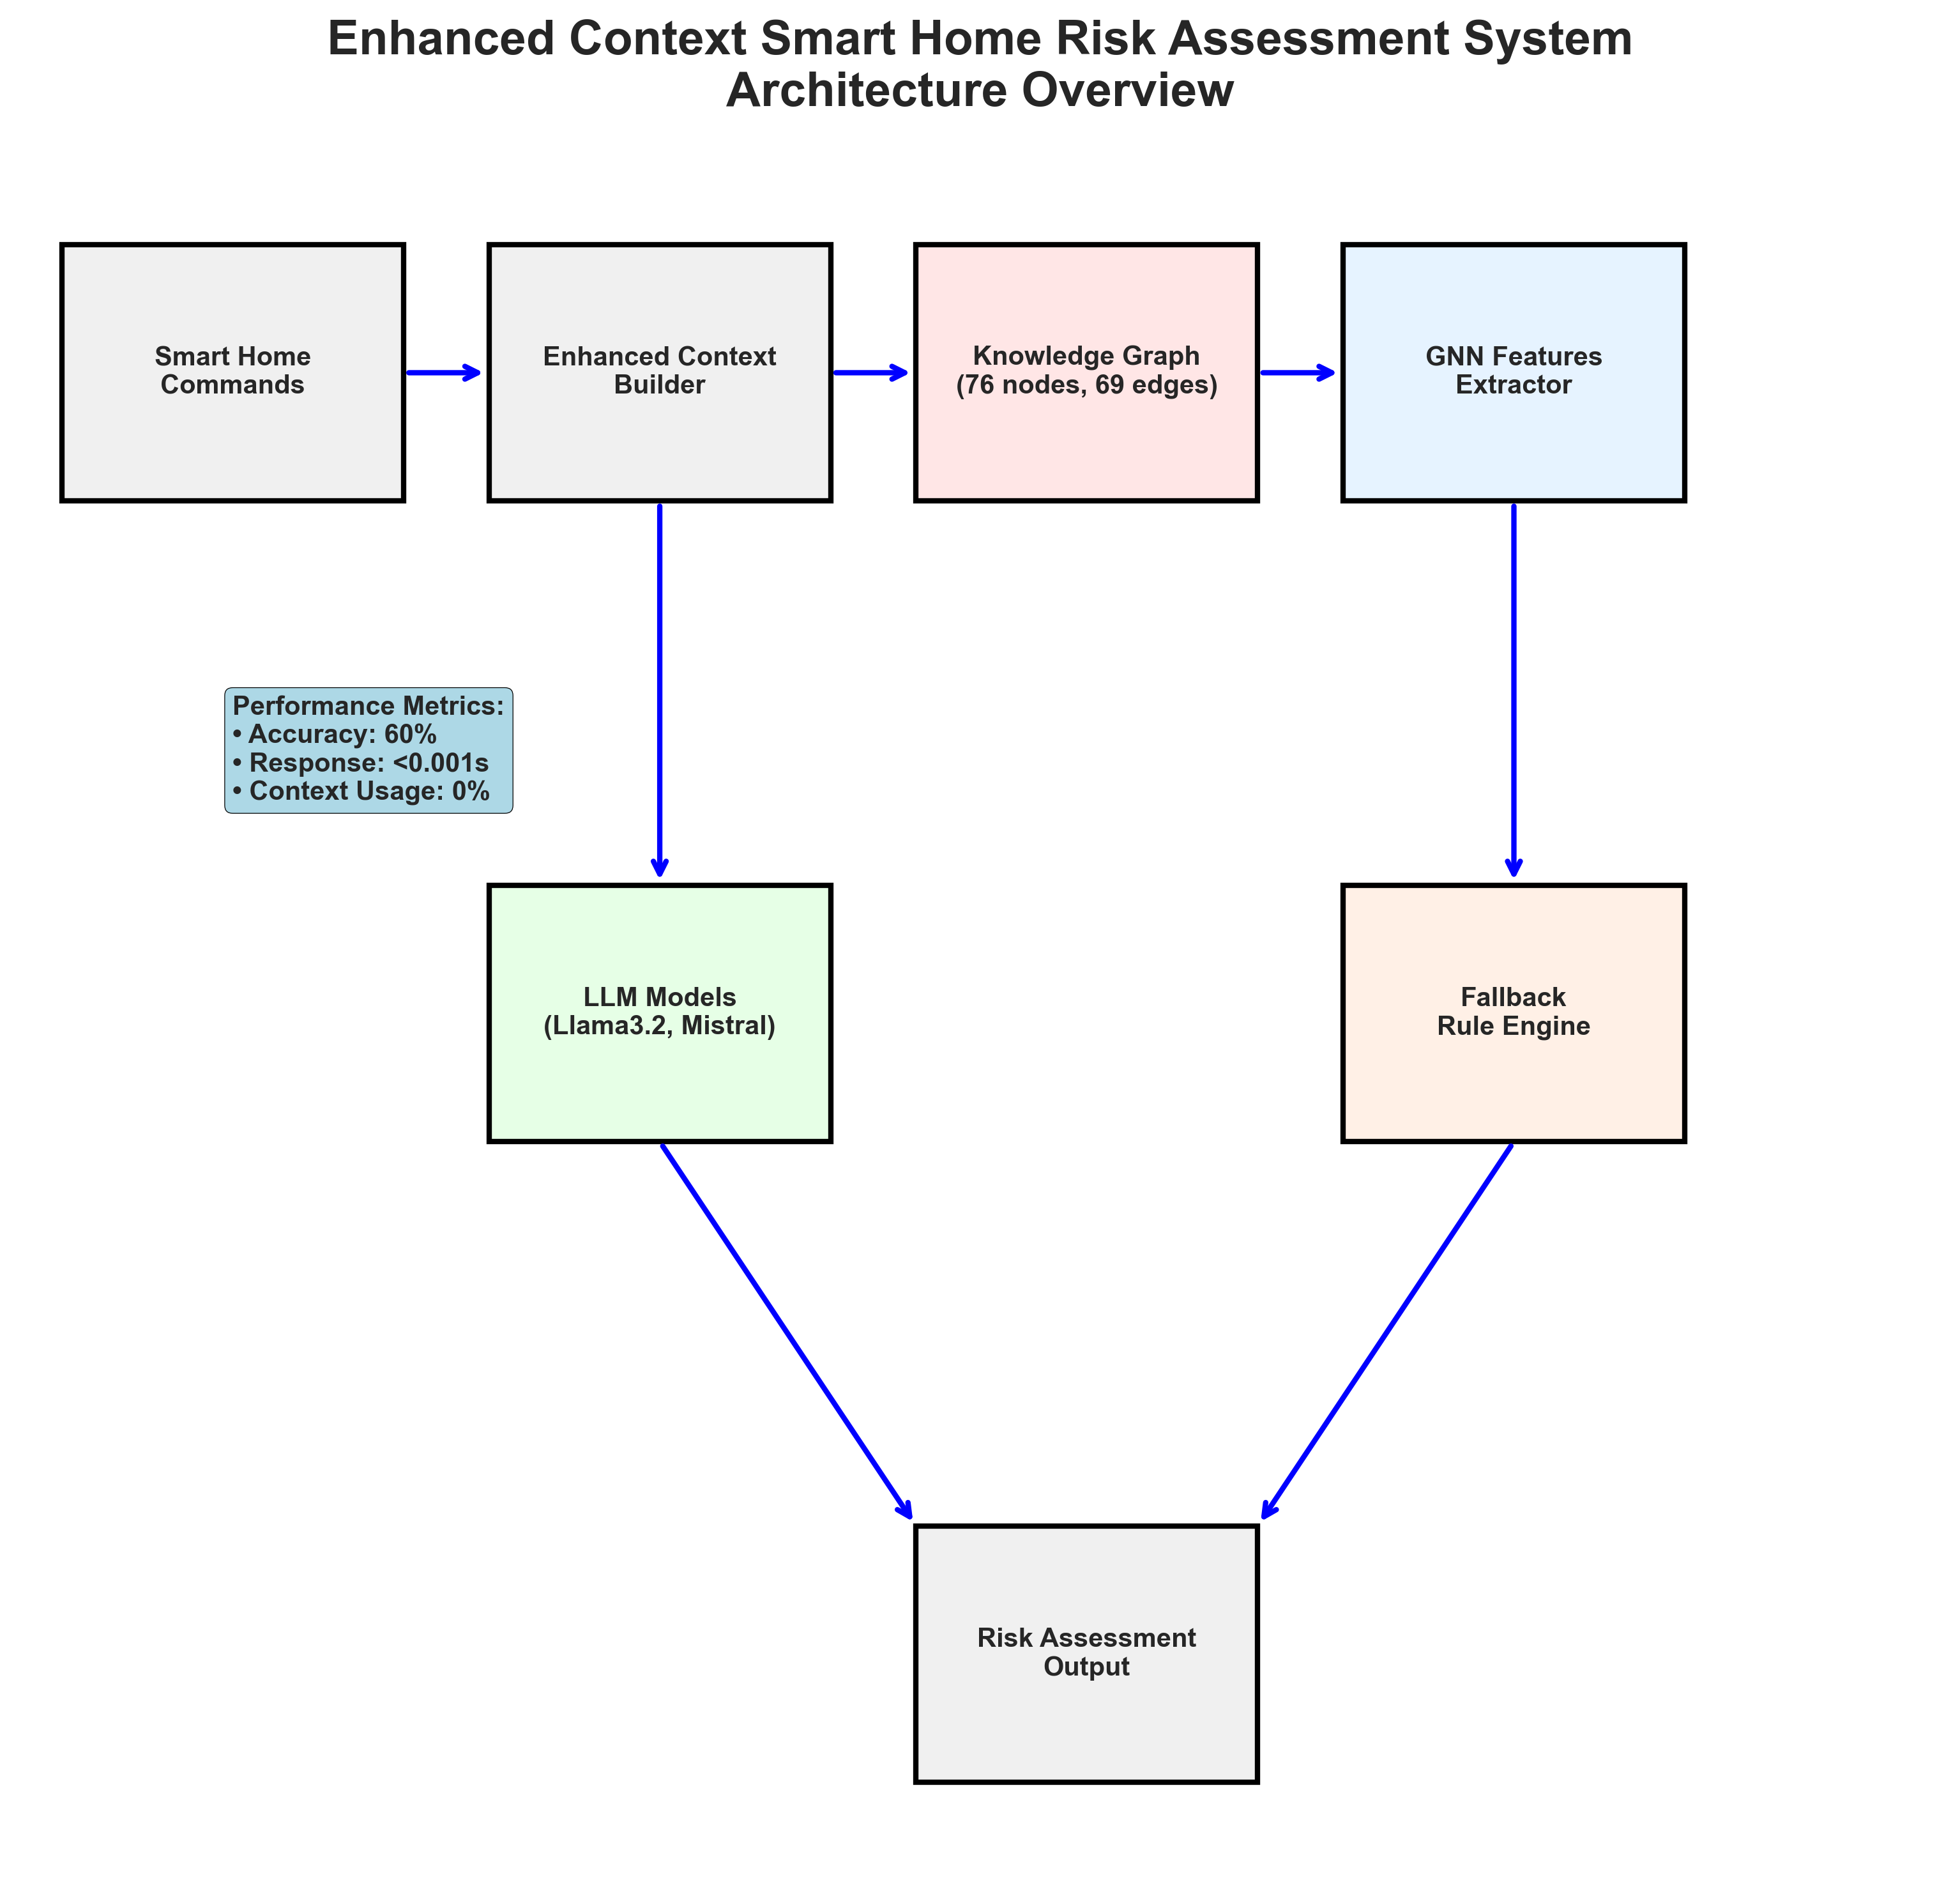 Enhanced Context Smart Home Risk Assessment System
Architecture Overview
Smart Home
Commands
Enhanced Context
Builder
Knowledge Graph
(76 nodes, 69 edges)
GNN Features
Extractor
Performance Metrics:
• Accuracy: 60%
• Response: <0.001s
• Context Usage: 0%
LLM Models
(Llama3.2, Mistral)
Fallback
Rule Engine
Risk Assessment
Output